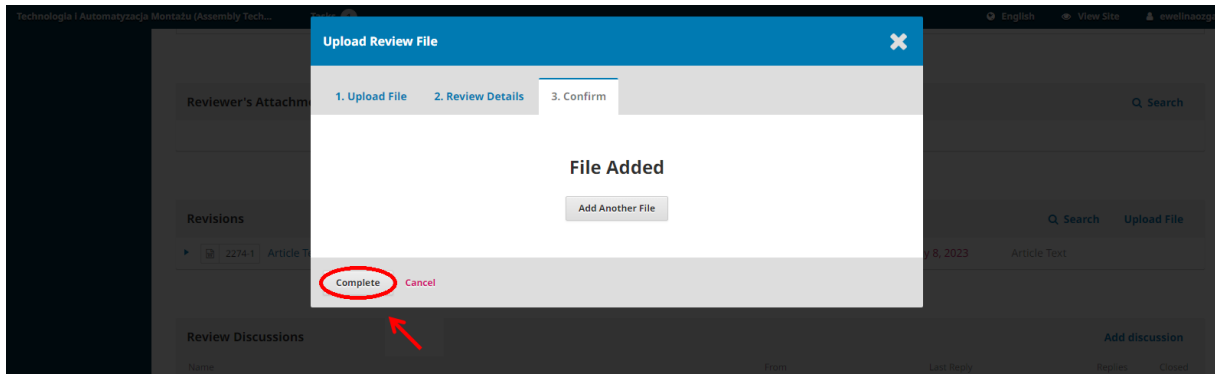 Technologia i Automatyzacja Montażu (Assembly Tech... Tasks English View Site ewelinaozga
Upload Review File
1. Upload File 2. Review Details 3. Confirm
Reviewer's Attachm Search
File Added
Add Another File
Revisions Search Upload File
2274-1 Article T y 8, 2023 Article Text
Complete Cancel
Review Discussions Add discussion
Name From Last Reply Replies Closed